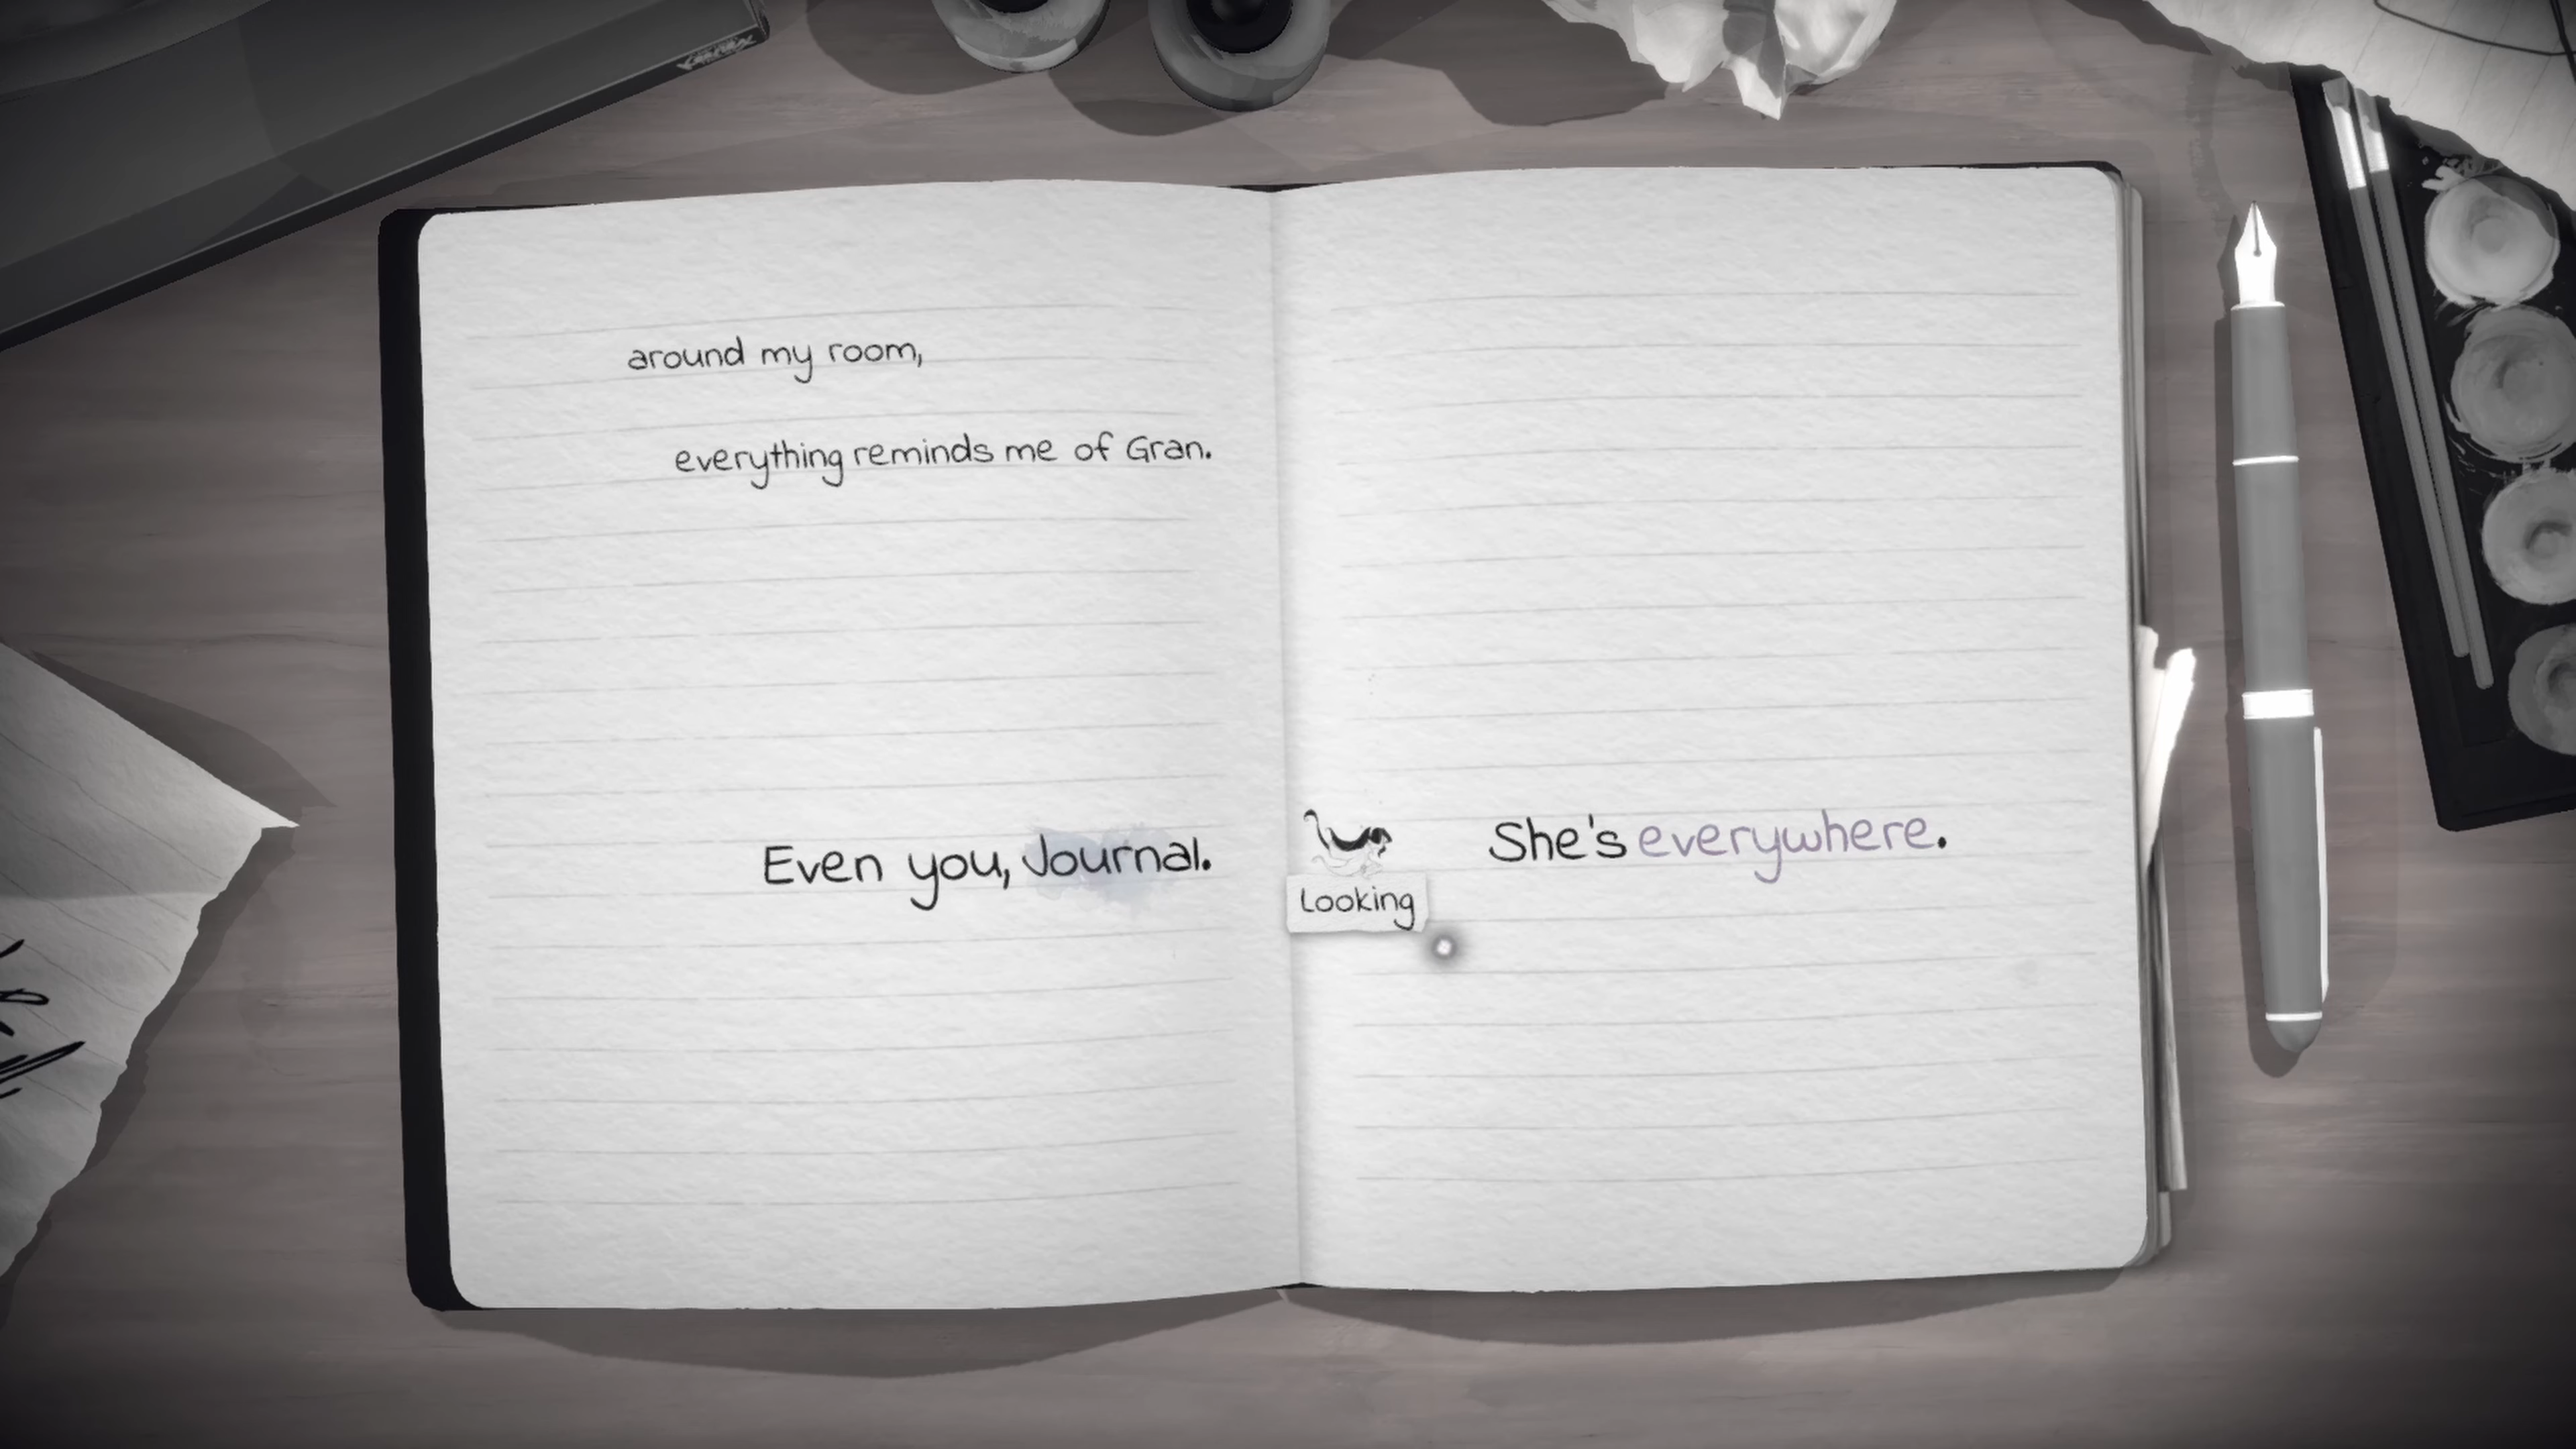 around my room,
everything reminds me of Gran.
Even you, Journal.
She's everywhere.
Looking